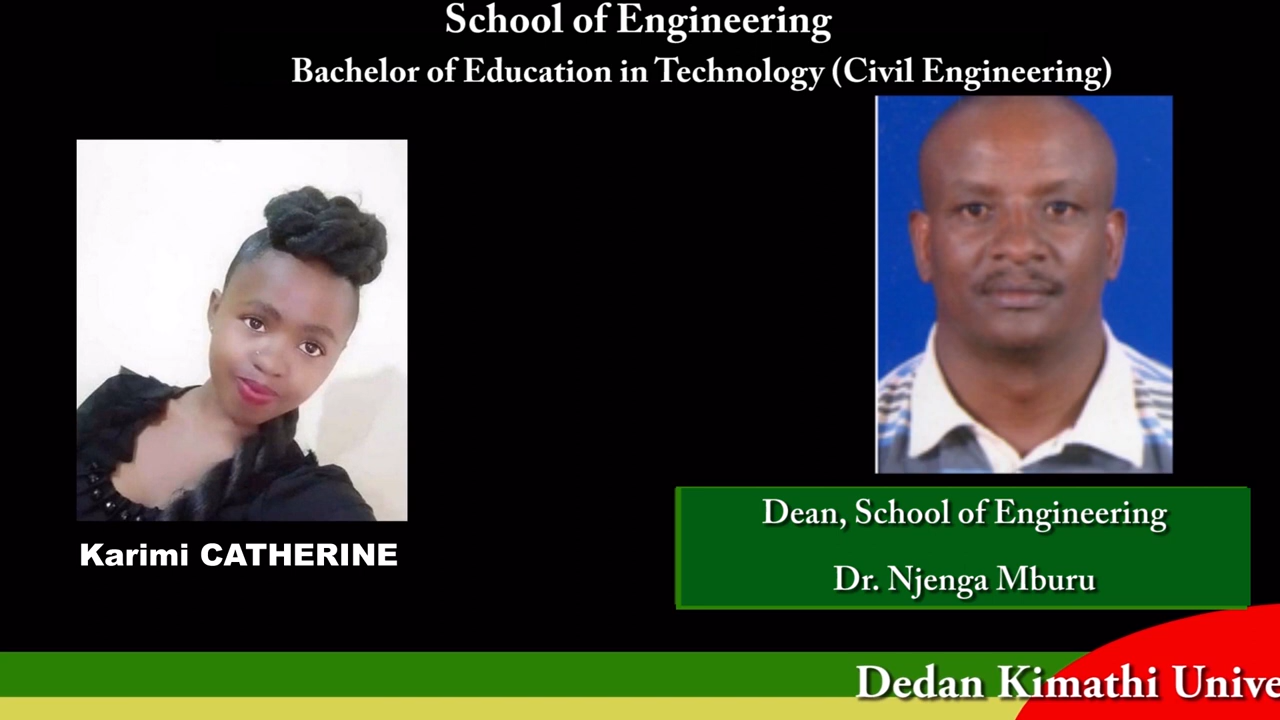 School of Engineering
Bachelor of Education in Technology (Civil Engineering)
Karimi CATHERINE
Dean, School of Engineering
Dr. Njenga Mburu
Dedan Kimathi Unive